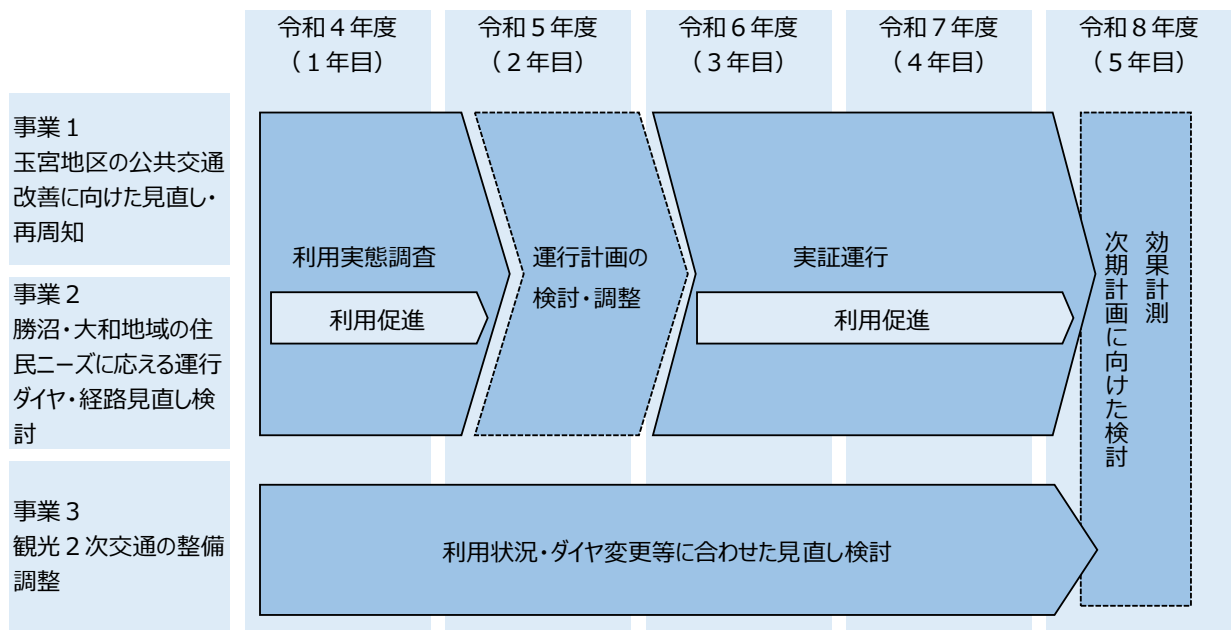 令和４年度
（１年目）
令和５年度
（２年目）
令和６年度
（３年目）
令和７年度
（４年目）
令和８年度
（５年目）
事業１
玉宮地区の公共交通
改善に向けた見直し・
再周知
事業２
勝沼・大和地域の住
民ニーズに応える運行
ダイヤ・経路見直し検
討
事業３
観光２次交通の整備
調整
利用実態調査
利用促進
運行計画の
検討・調整
実証運行
利用促進
効果計測
次期計画に向けた検討
利用状況・ダイヤ変更等に合わせた見直し検討